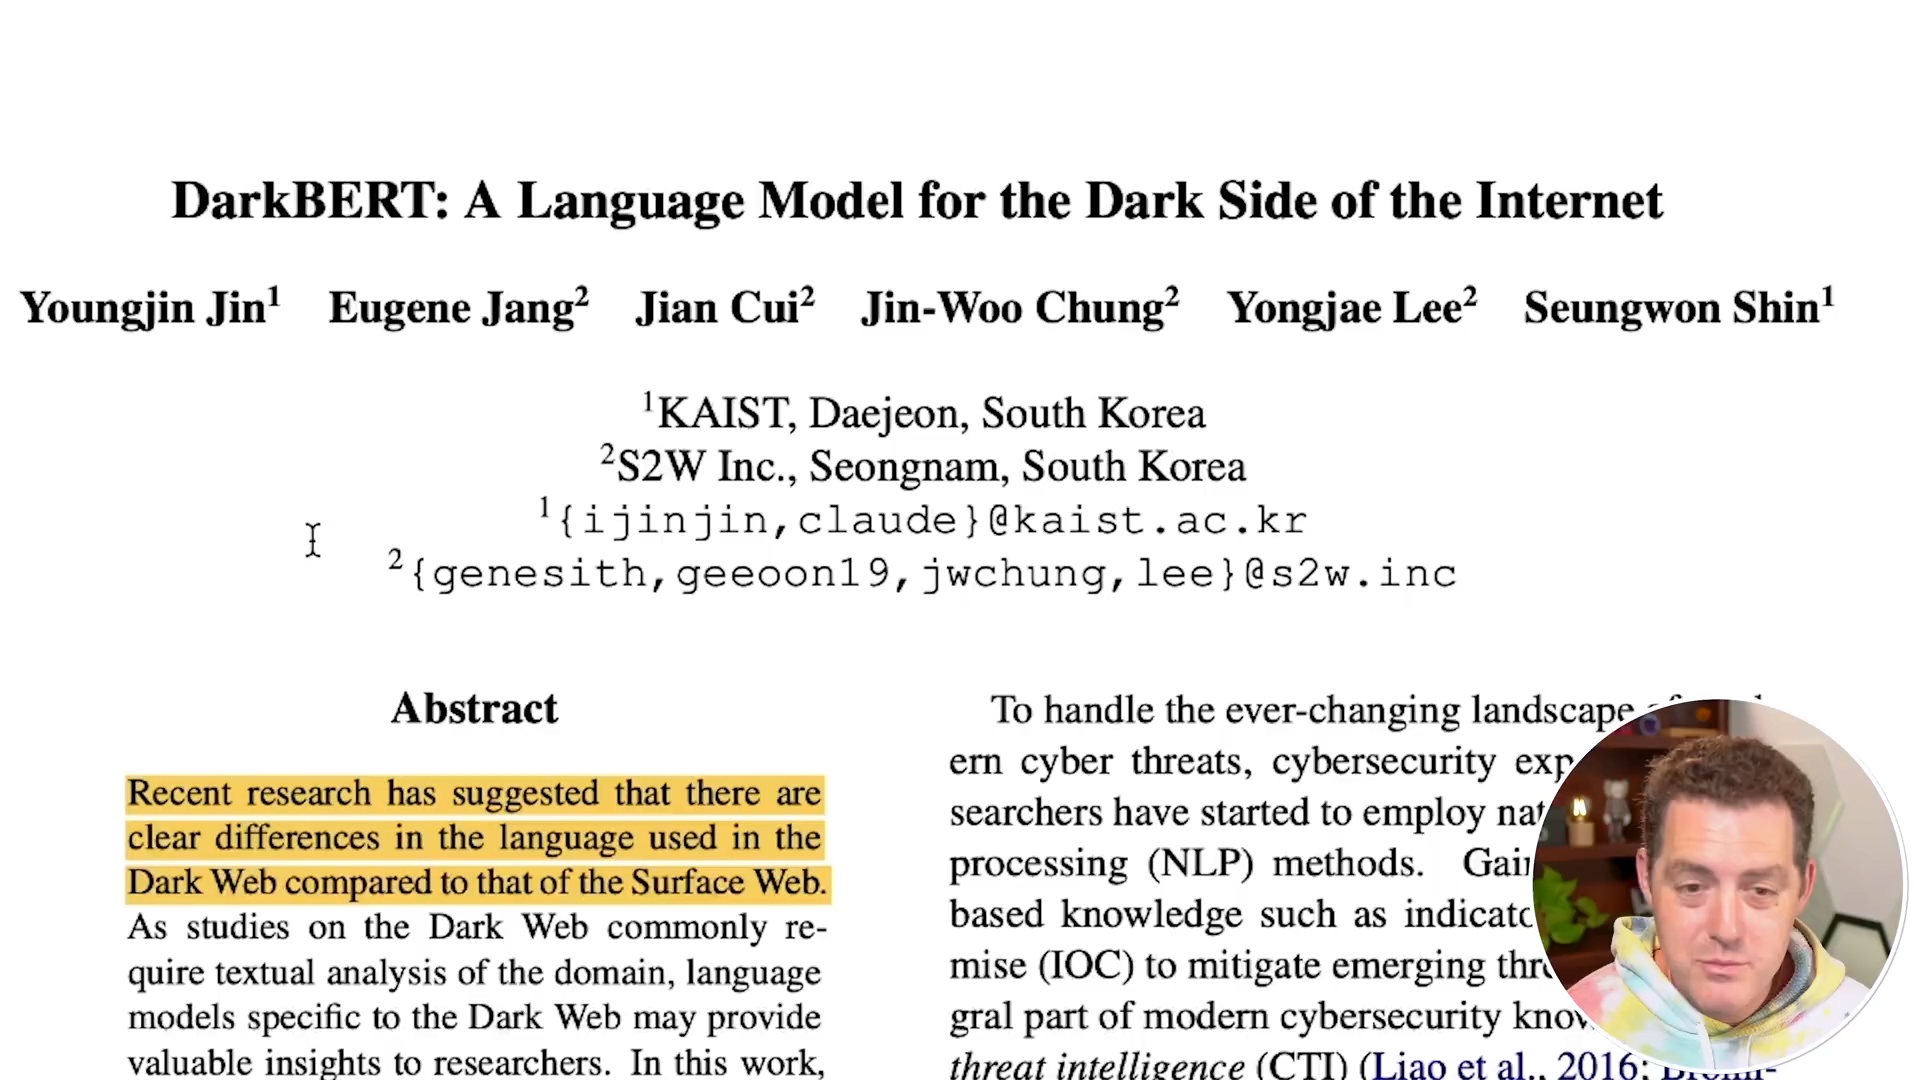 DarkBERT: A Language Model for the Dark Side of the Internet
Youngjin Jin1 Eugene Jang2 Jian Cui2 Jin-Woo Chung2 Yongjae Lee2 Seungwon Shin1
1KAIST, Daejeon, South Korea
2S2W Inc., Seongnam, South Korea
1{ijinjin,claude}@kaist.ac.kr
2{genesith,geeoon19,jwchung,lee}@s2w.inc
Abstract
Recent research has suggested that there are
clear differences in the language used in the
Dark Web compared to that of the Surface Web.
As studies on the Dark Web commonly re-
quire textual analysis of the domain, language
models specific to the Dark Web may provide
valuable insights to researchers. In this work,
To handle the ever-changing landscape
ern cyber threats, cybersecurity exp
searchers have started to employ nat
processing (NLP) methods. Gain
based knowledge such as indicato
mise (IOC) to mitigate emerging thre
gral part of modern cybersecurity know
threat intelligence (CTI) (Liao et al., 2016;